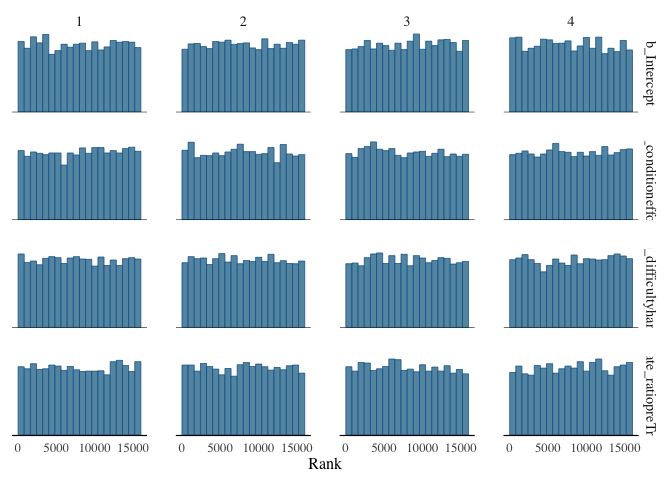 1 2 3 4
b_Intercept
_conditioneffc
_difficultyhar
ate_ratiopreTr
0 5000 10000 15000 0 5000 10000 15000 0 5000 10000 15000 0 5000 10000 15000
Rank